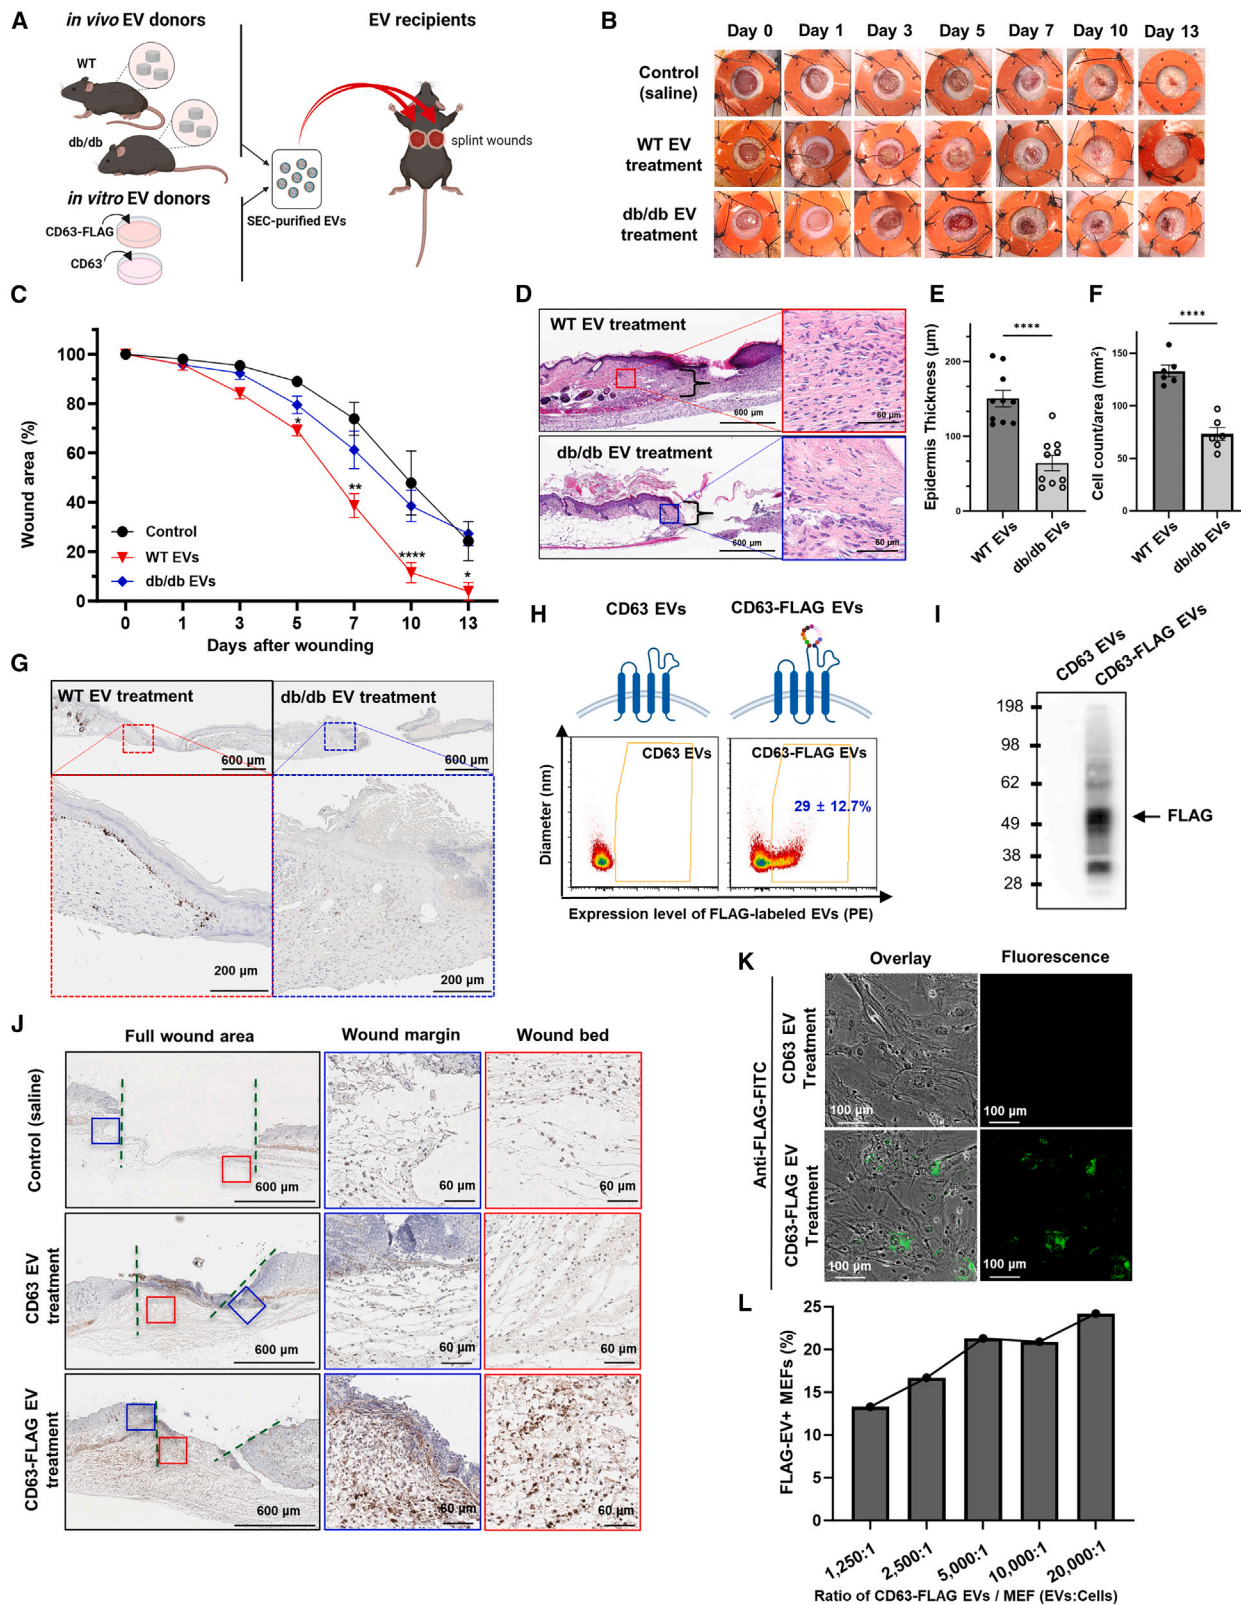 A
in vivo EV donors
EV recipients
WT
db/db
splint wounds
in vitro EV donors
CD63-FLAG
CD63
SEC-purified EVs
B
Day 0 Day 1 Day 3 Day 5 Day 7 Day 10 Day 13
Control
(saline)
WT EV
treatment
db/db EV
treatment
C
Wound area (%)
100
80
60
40
20
0
*
**
****
*
Control
WT EVs
db/db EVs
0 1 3 5 7 10 13
Days after wounding
D
WT EV treatment
600 µm
60 µm
db/db EV treatment
600 µm
60 µm
E
Epidermis Thickness (µm)
****
200
100
0
WT EVs
db/db EVs
F
Cell count/area (mm²)
****
150
100
50
0
WT EVs
db/db EVs
G
WT EV treatment
db/db EV treatment
600 µm
600 µm
200 µm
200 µm
H
CD63 EVs
CD63-FLAG EVs
Diameter (nm)
CD63 EVs
CD63-FLAG EVs
29 ± 12.7%
Expression level of FLAG-labeled EVs (PE)
I
CD63 EVs
CD63-FLAG EVs
198
98
62
49
38
28
FLAG
J
Full wound area
Wound margin
Wound bed
Control (saline)
600 µm
60 µm
60 µm
CD63 EV
treatment
600 µm
60 µm
60 µm
CD63-FLAG EV
treatment
600 µm
60 µm
60 µm
K
Overlay
Fluorescence
Anti-FLAG-FITC
CD63 EV
Treatment
100 µm
100 µm
CD63-FLAG EV
Treatment
100 µm
100 µm
L
FLAG-EV+ MEFs (%)
25
20
15
10
5
0
1,250:1
2,500:1
5,000:1
10,000:1
20,000:1
Ratio of CD63-FLAG EVs / MEF (EVs:Cells)